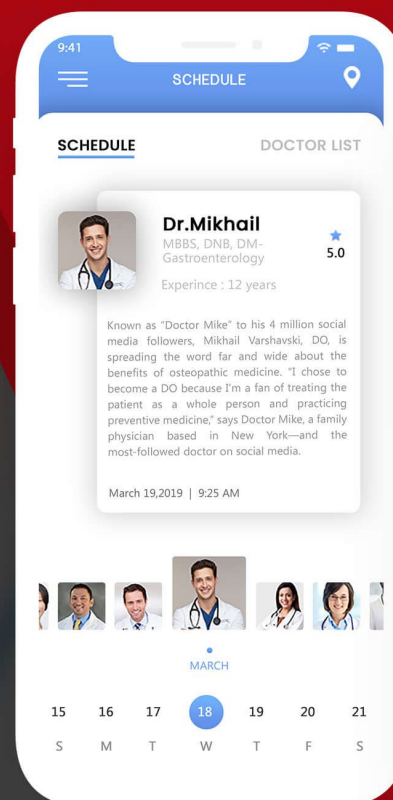 9:41
SCHEDULE
SCHEDULE DOCTOR LIST
Dr.Mikhail
MBBS, DNB, DM-
Gastroenterology
5.0
Experince : 12 years
Known as "Doctor Mike" to his 4 million social
media followers, Mikhail Varshavski, DO, is
spreading the word far and wide about the
benefits of osteopathic medicine. "I chose to
become a DO because I'm a fan of treating the
patient as a whole person and practicing
preventive medicine," says Doctor Mike, a family
physician based in New York—and the
most-followed doctor on social media.
March 19,2019 | 9:25 AM
MARCH
15 16 17 18 19 20 21
S M T W T F S